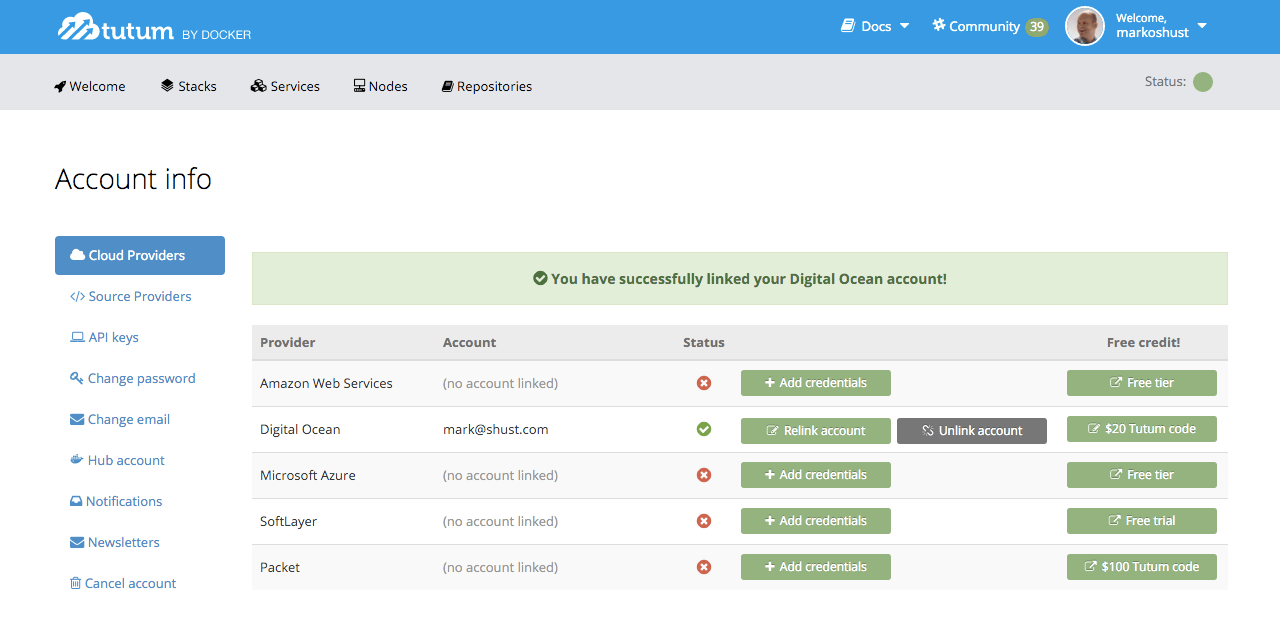 tutum BY DOCKER
Docs
Community 39
Welcome,
markoshust
Welcome
Stacks
Services
Nodes
Repositories
Status:
Account info
Cloud Providers
Source Providers
API keys
Change password
Change email
Hub account
Notifications
Newsletters
Cancel account
You have successfully linked your Digital Ocean account!
Provider Account Status Free credit!
Amazon Web Services (no account linked) Add credentials Free tier
Digital Ocean mark@shust.com Relink account Unlink account $20 Tutum code
Microsoft Azure (no account linked) Add credentials Free tier
SoftLayer (no account linked) Add credentials Free trial
Packet (no account linked) Add credentials $100 Tutum code